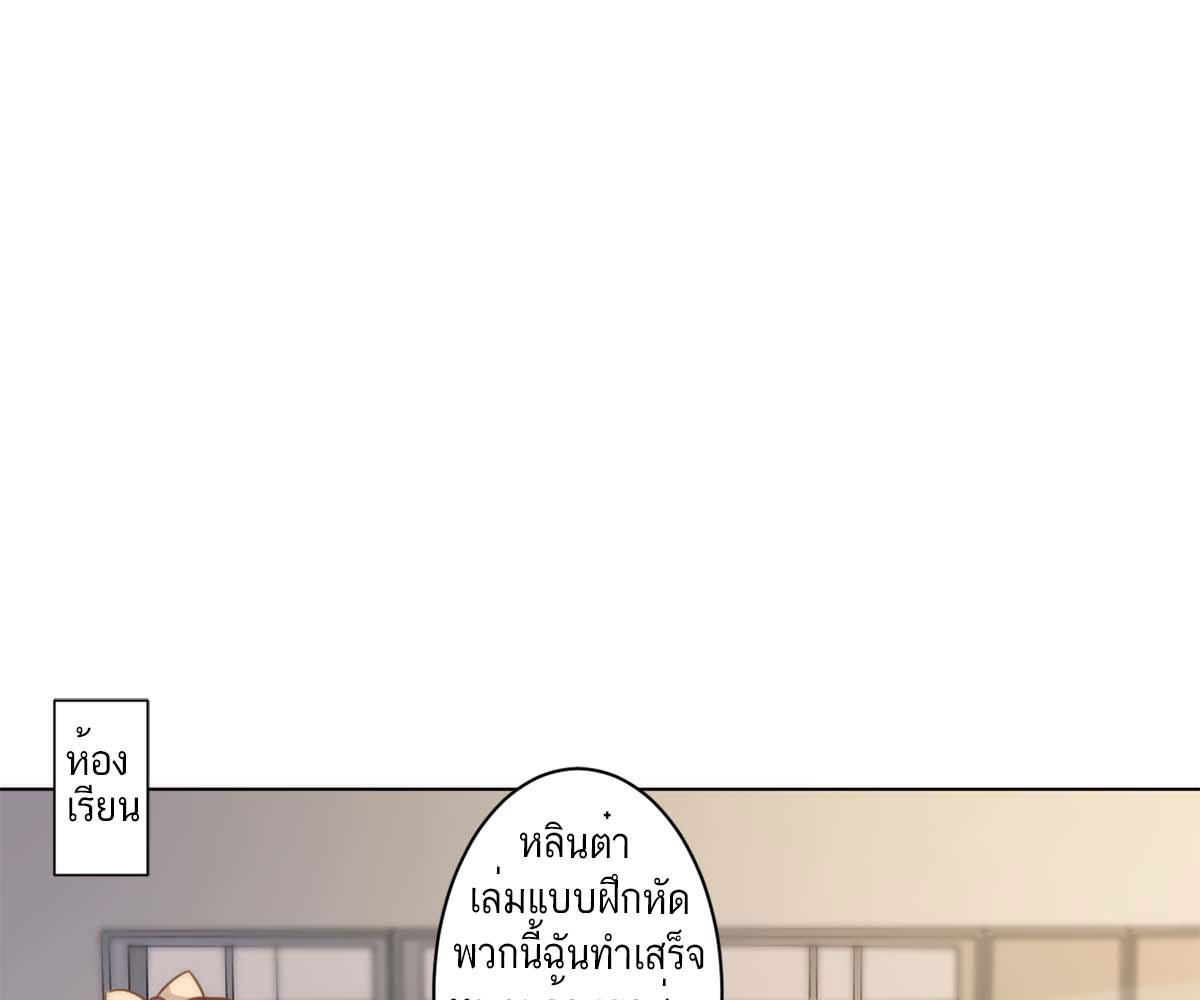 ห้อง
เรียน
หลินต๋า
เล่มแบบฝึกหัด
พวกนี้ฉันทำเสร็จ